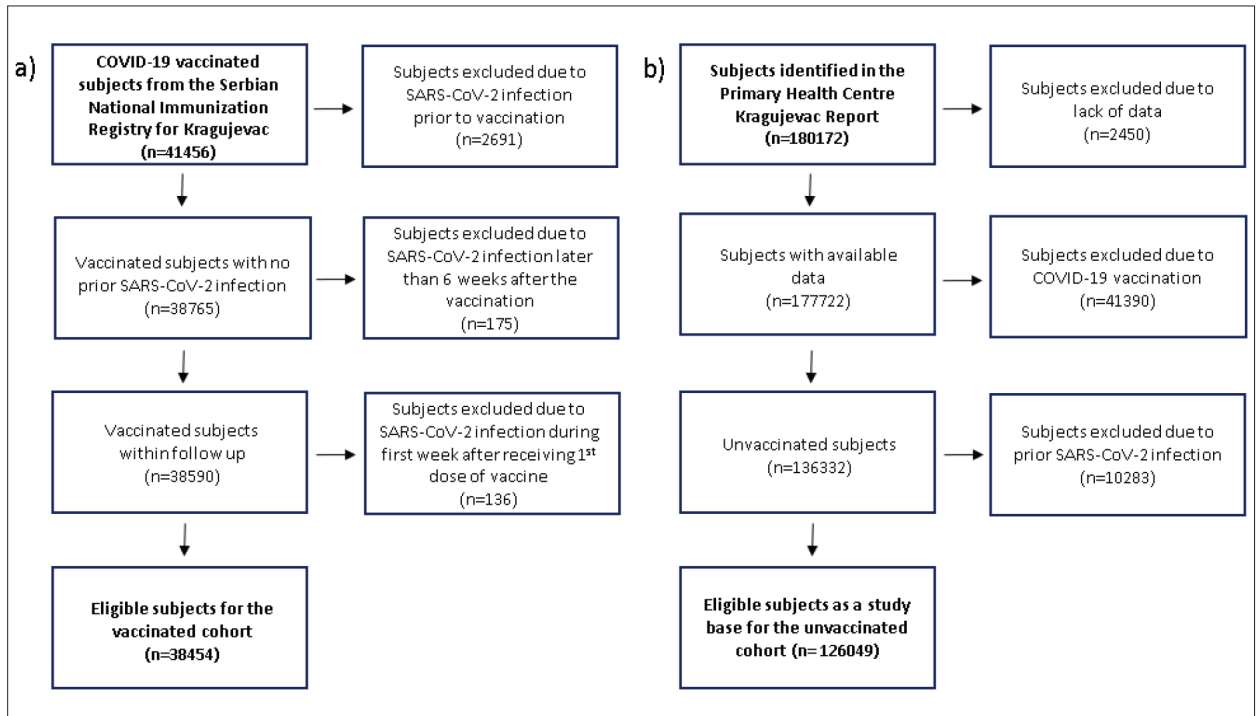 a)
COVID-19 vaccinated
subjects from the Serbian
National Immunization
Registry for Kragujevac
(n=41456)
Subjects excluded due to
SARS-CoV-2 infection
prior to vaccination
(n=2691)
Vaccinated subjects with no
prior SARS-CoV-2 infection
(n=38765)
Subjects excluded due to
SARS-CoV-2 infection later
than 6 weeks after the
vaccination
(n=175)
Vaccinated subjects
within follow up
(n=38590)
Subjects excluded due to
SARS-CoV-2 infection during
first week after receiving 1st
dose of vaccine
(n=136)
Eligible subjects for the
vaccinated cohort
(n=38454)
b)
Subjects identified in the
Primary Health Centre
Kragujevac Report
(n=180172)
Subjects excluded due to
lack of data
(n=2450)
Subjects with available
data
(n=177722)
Subjects excluded due to
COVID-19 vaccination
(n=41390)
Unvaccinated subjects
(n=136332)
Subjects excluded due to
prior SARS-CoV-2 infection
(n=10283)
Eligible subjects as a study
base for the unvaccinated
cohort (n= 126049)